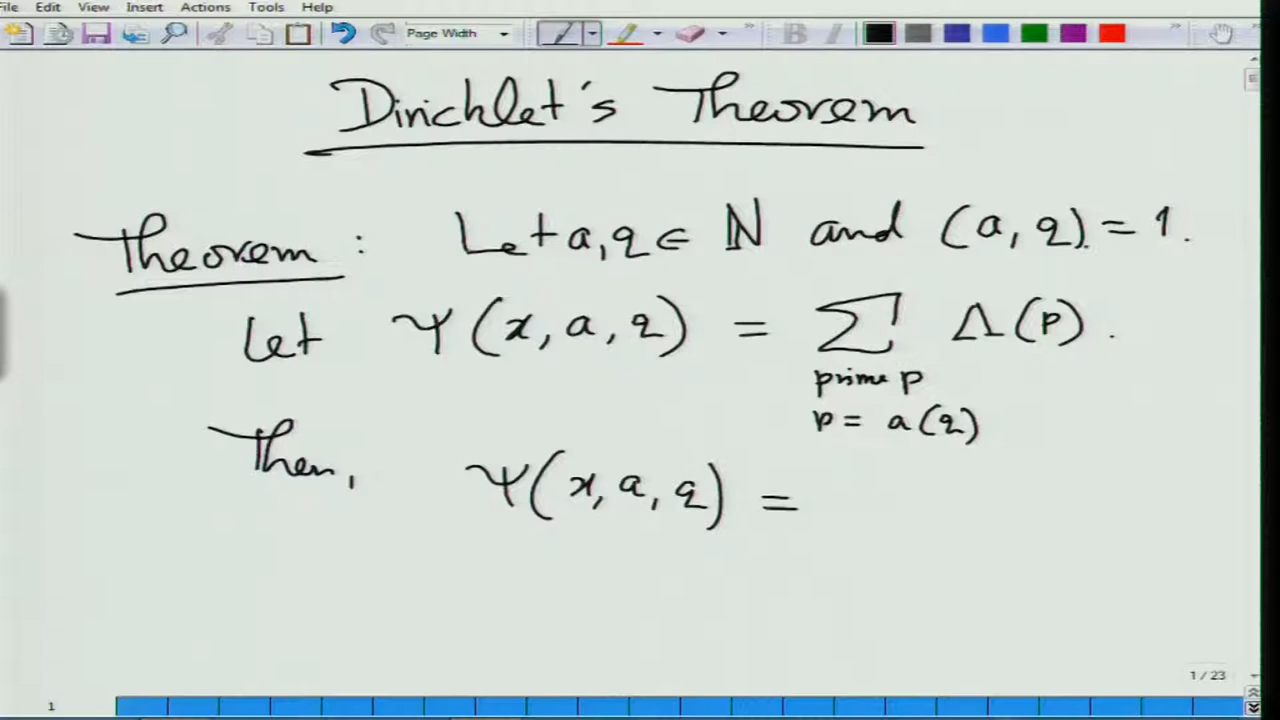 File Edit View Insert Actions Tools Help
Page Width
Dirichlet's Theorem
Theorem : Let a, q ∈ ℕ and (a, q) = 1.
Let Ψ(x, a, q) = Σ Λ(p).
prime p
p = a(q)
Then, Ψ(x, a, q) =
1 / 23
1